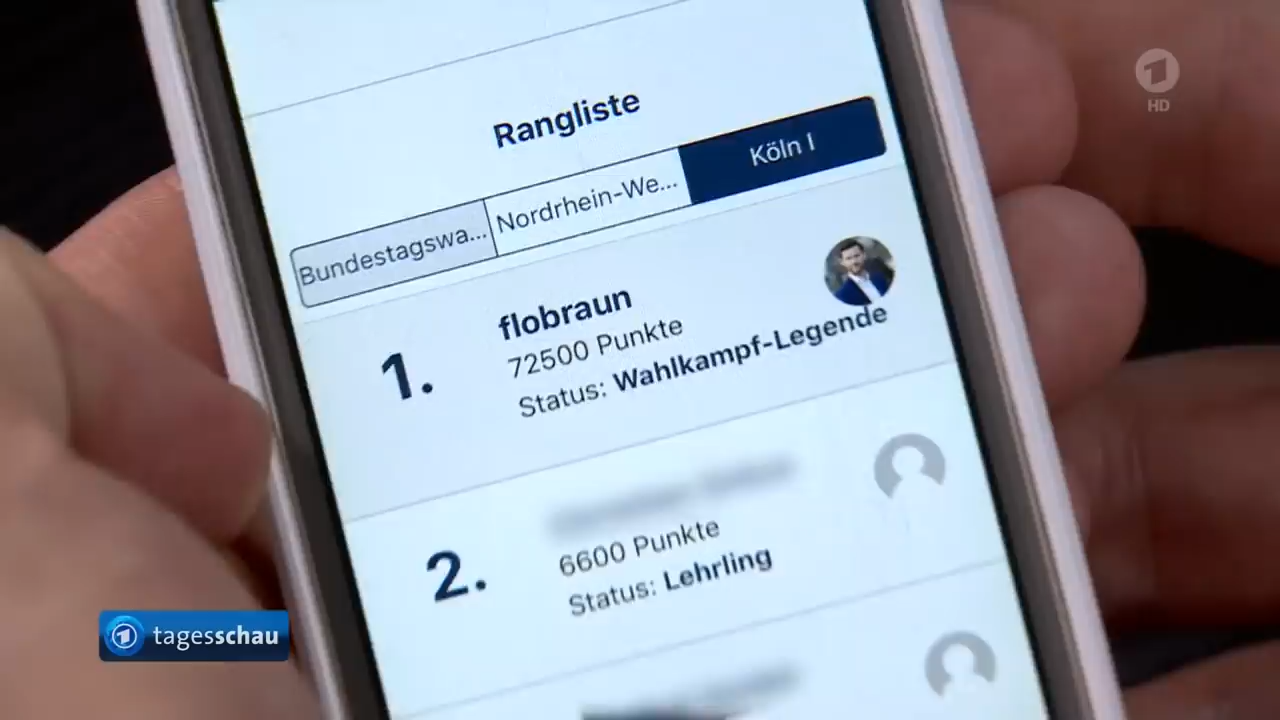 HD
Rangliste
Bundestagswa...
Nordrhein-We...
Köln I
1.
flobraun
72500 Punkte
Status: Wahlkampf-Legende
2.
6600 Punkte
Status: Lehrling
tagesschau